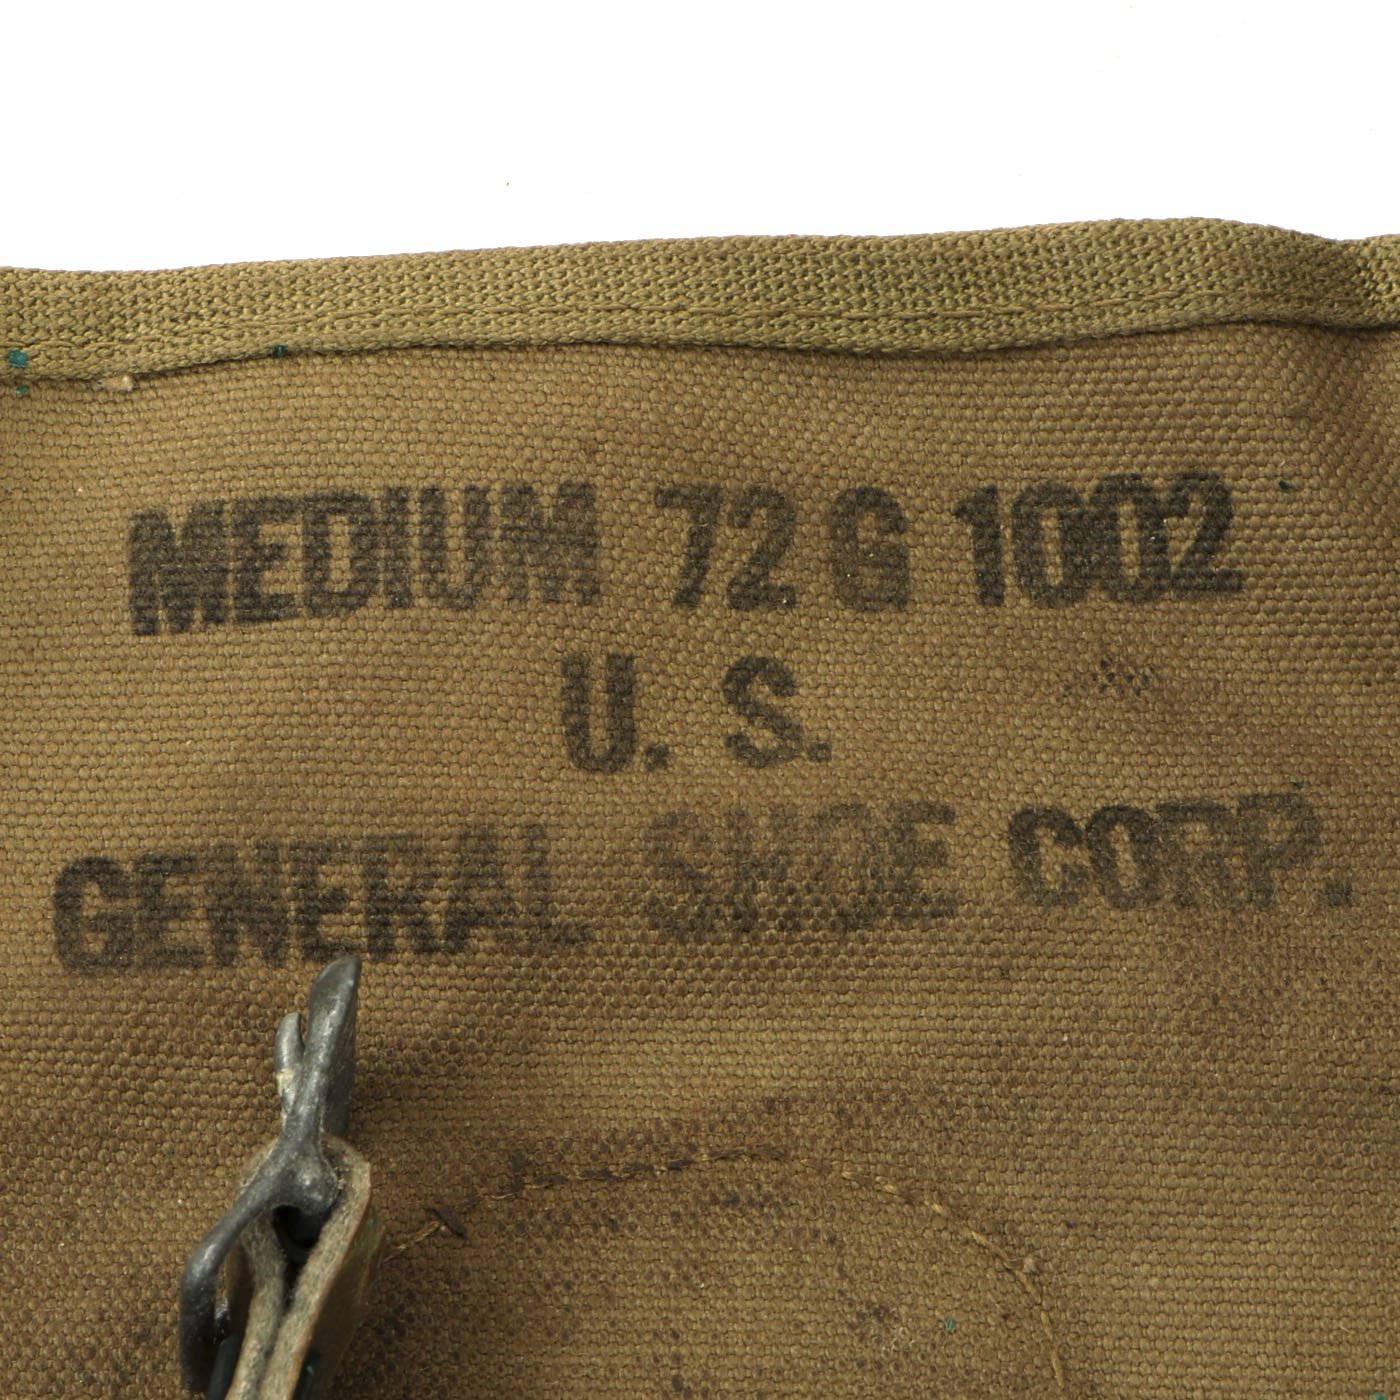 MEDIUM 72 G 1002
U. S.
GENERAL SHOE CORP.